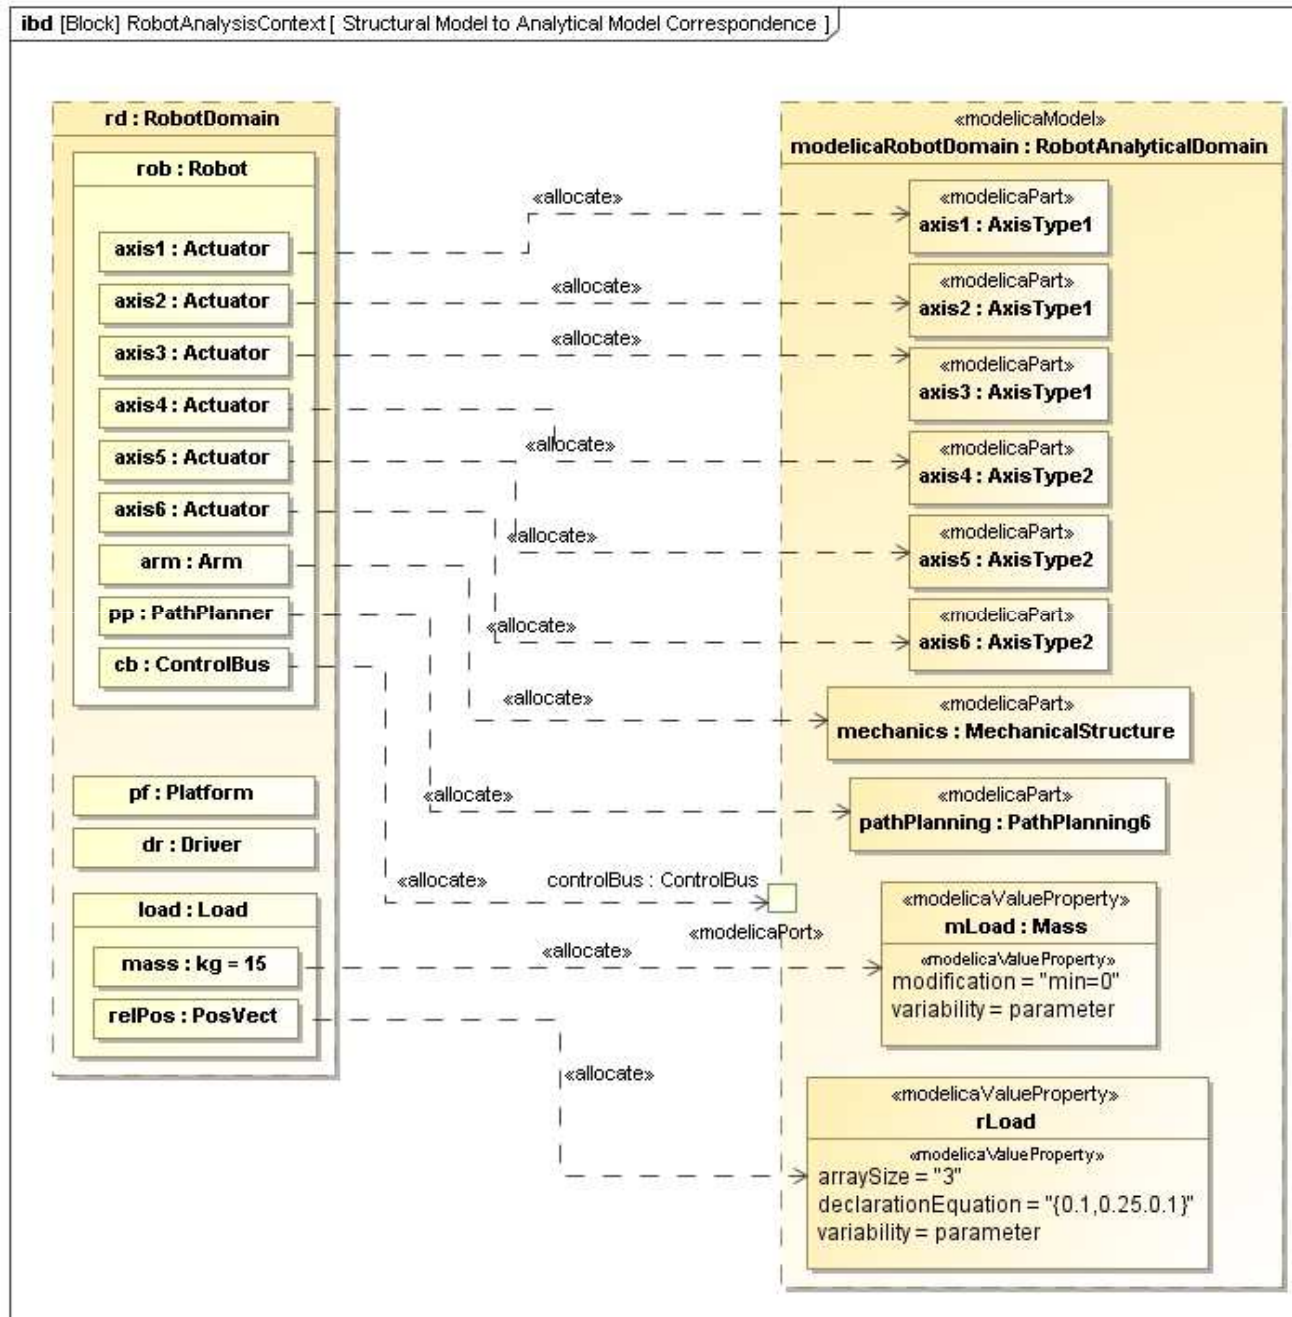 ibd [Block] RobotAnalysisContext [ Structural Model to Analytical Model Correspondence ]
rd : RobotDomain
rob : Robot
axis1 : Actuator
axis2 : Actuator
axis3 : Actuator
axis4 : Actuator
axis5 : Actuator
axis6 : Actuator
arm : Arm
pp : PathPlanner
cb : ControlBus
pf : Platform
dr : Driver
load : Load
mass : kg = 15
relPos : PosVect
«allocate»
«allocate»
«allocate»
«allocate»
«allocate»
«allocate»
«allocate»
«allocate»
«allocate»
controlBus : ControlBus
«modelicaPort»
«allocate»
«allocate»
«modelicaModel»
modelicaRobotDomain : RobotAnalyticalDomain
«modelicaPart»
axis1 : AxisType1
«modelicaPart»
axis2 : AxisType1
«modelicaPart»
axis3 : AxisType1
«modelicaPart»
axis4 : AxisType2
«modelicaPart»
axis5 : AxisType2
«modelicaPart»
axis6 : AxisType2
«modelicaPart»
mechanics : MechanicalStructure
«modelicaPart»
pathPlanning : PathPlanning6
«modelicaValueProperty»
mLoad : Mass
«modelicaValueProperty»
modification = "min=0"
variability = parameter
«modelicaValueProperty»
rLoad
«modelicaValueProperty»
arraySize = "3"
declarationEquation = "{0.1,0.25.0.1}"
variability = parameter